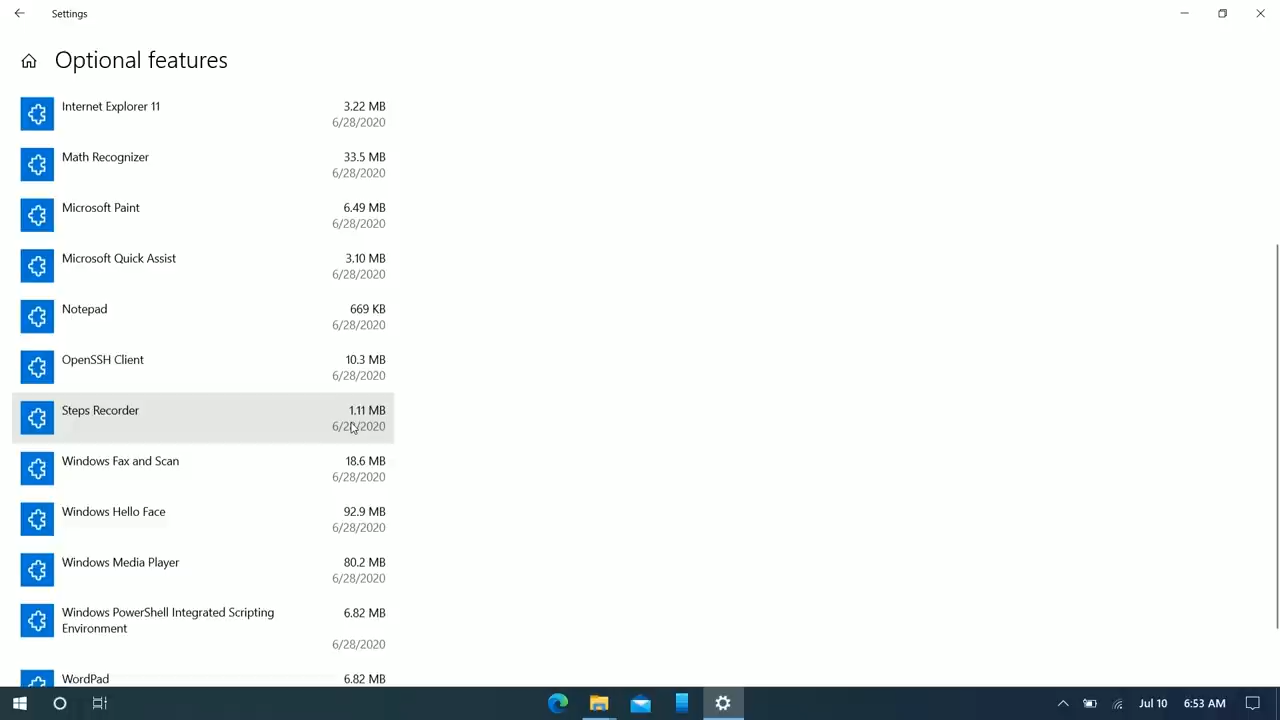 Settings
Optional features
Internet Explorer 11
3.22 MB
6/28/2020
Math Recognizer
33.5 MB
6/28/2020
Microsoft Paint
6.49 MB
6/28/2020
Microsoft Quick Assist
3.10 MB
6/28/2020
Notepad
669 KB
6/28/2020
OpenSSH Client
10.3 MB
6/28/2020
Steps Recorder
1.11 MB
6/28/2020
Windows Fax and Scan
18.6 MB
6/28/2020
Windows Hello Face
92.9 MB
6/28/2020
Windows Media Player
80.2 MB
6/28/2020
Windows PowerShell Integrated Scripting
Environment
6.82 MB
6/28/2020
WordPad
6.82 MB
Jul 10
6:53 AM